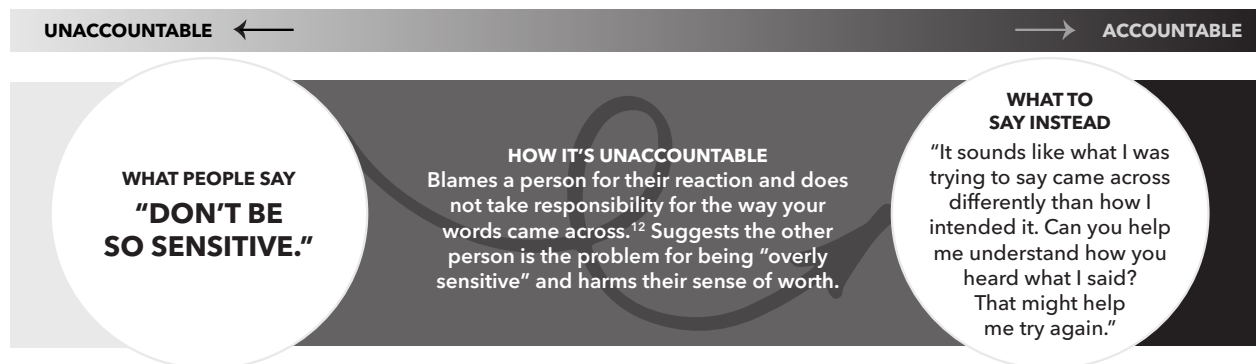 UNACCOUNTABLE
ACCOUNTABLE
WHAT PEOPLE SAY
“DON’T BE
SO SENSITIVE.”
HOW IT’S UNACCOUNTABLE
Blames a person for their reaction and does
not take responsibility for the way your
words came across.¹² Suggests the other
person is the problem for being “overly
sensitive” and harms their sense of worth.
WHAT TO
SAY INSTEAD
“It sounds like what I was
trying to say came across
differently than how I
intended it. Can you help
me understand how you
heard what I said?
That might help
me try again.”